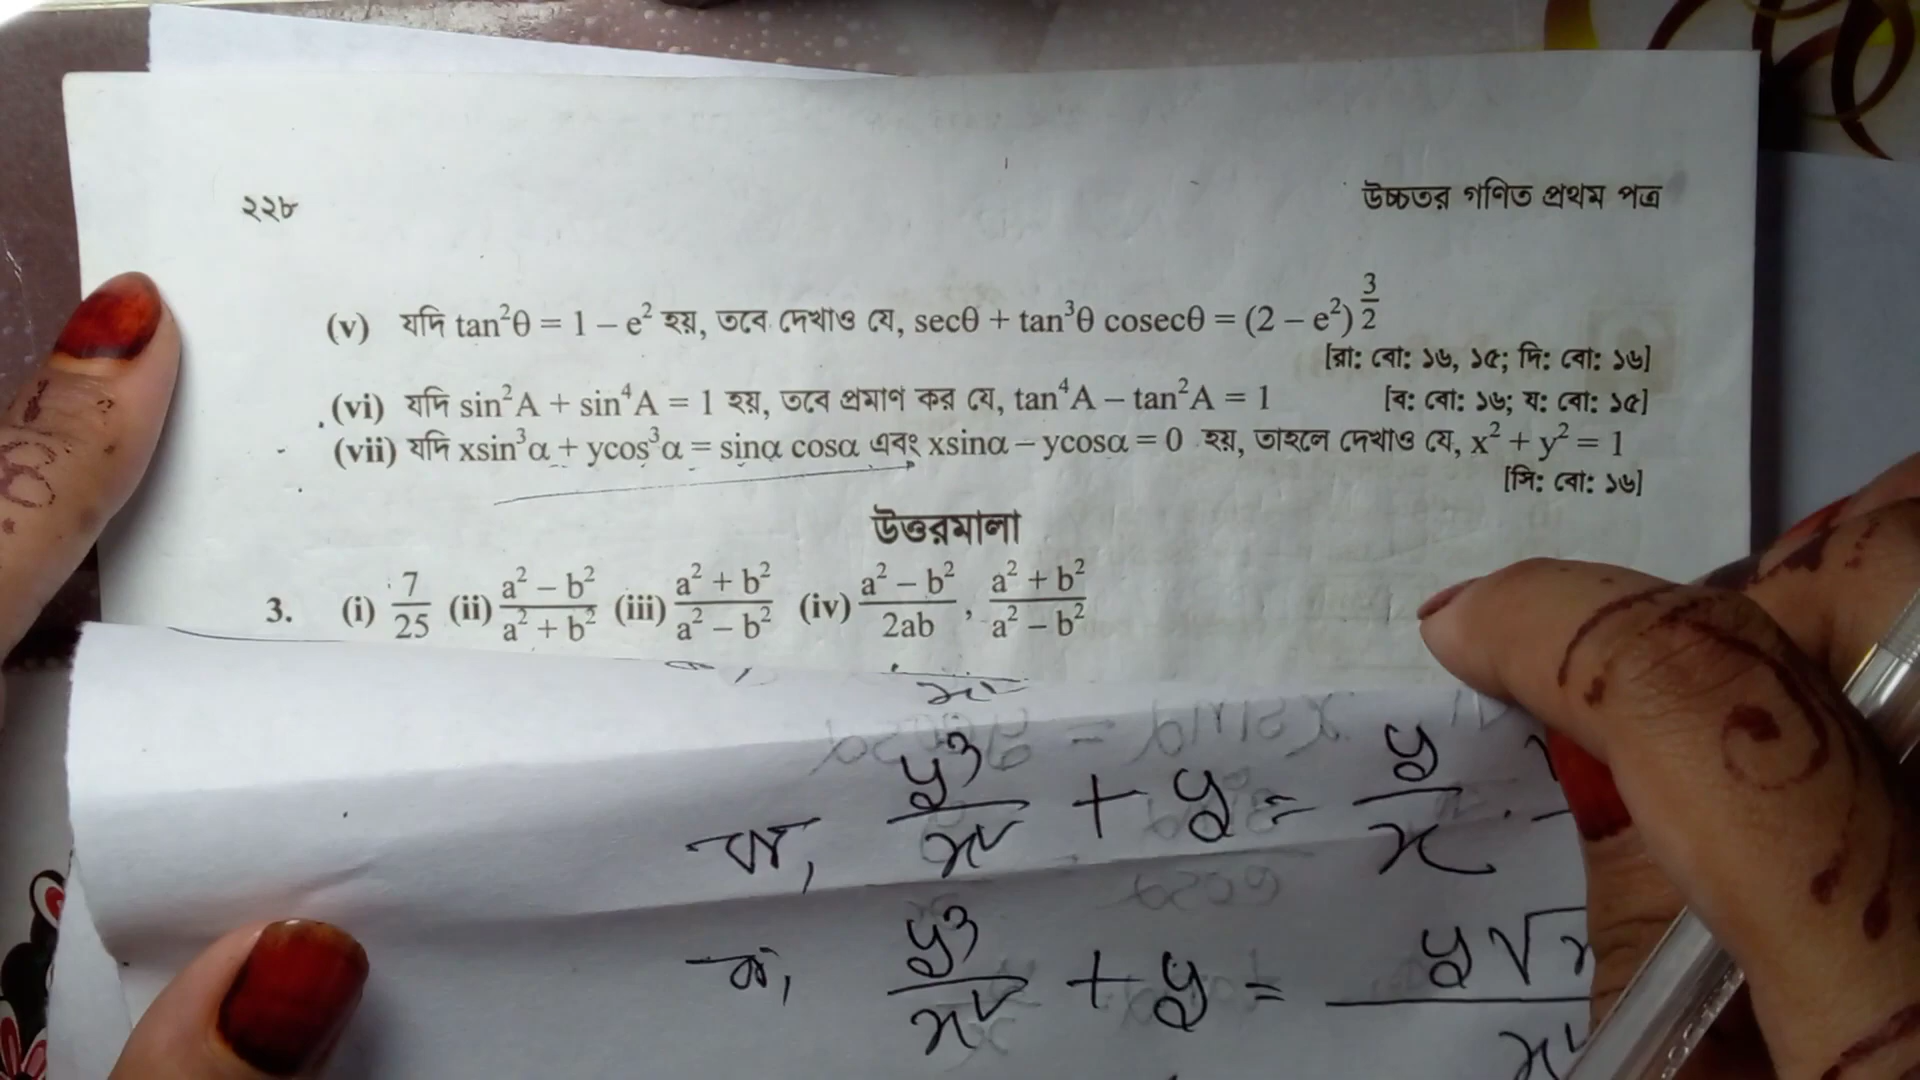 ২২৮
উচ্চতর গণিত প্রথম পত্র
(v) যদি tan²θ = 1 – e² হয়, তবে দেখাও যে, secθ + tan³θ cosecθ = (2 – e²)^(3/2)
[রা: বো: ১৬, ১৫; দি: বো: ১৬]
(vi) যদি sin²A + sin⁴A = 1 হয়, তবে প্রমাণ কর যে, tan⁴A – tan²A = 1 [ব: বো: ১৬; য: বো: ১৫]
(vii) যদি xsin³α + ycos³α = sinα cosα এবং xsinα – ycosα = 0 হয়, তাহলে দেখাও যে, x² + y² = 1
[সি: বো: ১৬]
উত্তরমালা
3. (i) 7/25 (ii) (a² – b²)/(a² + b²) (iii) (a² + b²)/(a² – b²) (iv) (a² – b²)/2ab , (a² + b²)/(a² – b²)
বা, y³/x² + y = y/x ·
বা, y³/x² + y = y√x